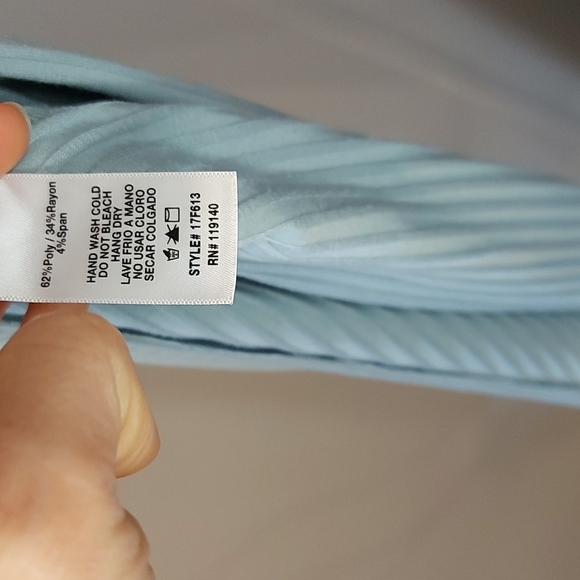 62%Poly / 34%Rayon
4%Span
HAND WASH COLD
DO NOT BLEACH
HANG DRY
LAVE FRIO A MANO
NO USAR CLORO
SECAR COLGADO
STYLE# 17F613
RN# 119140